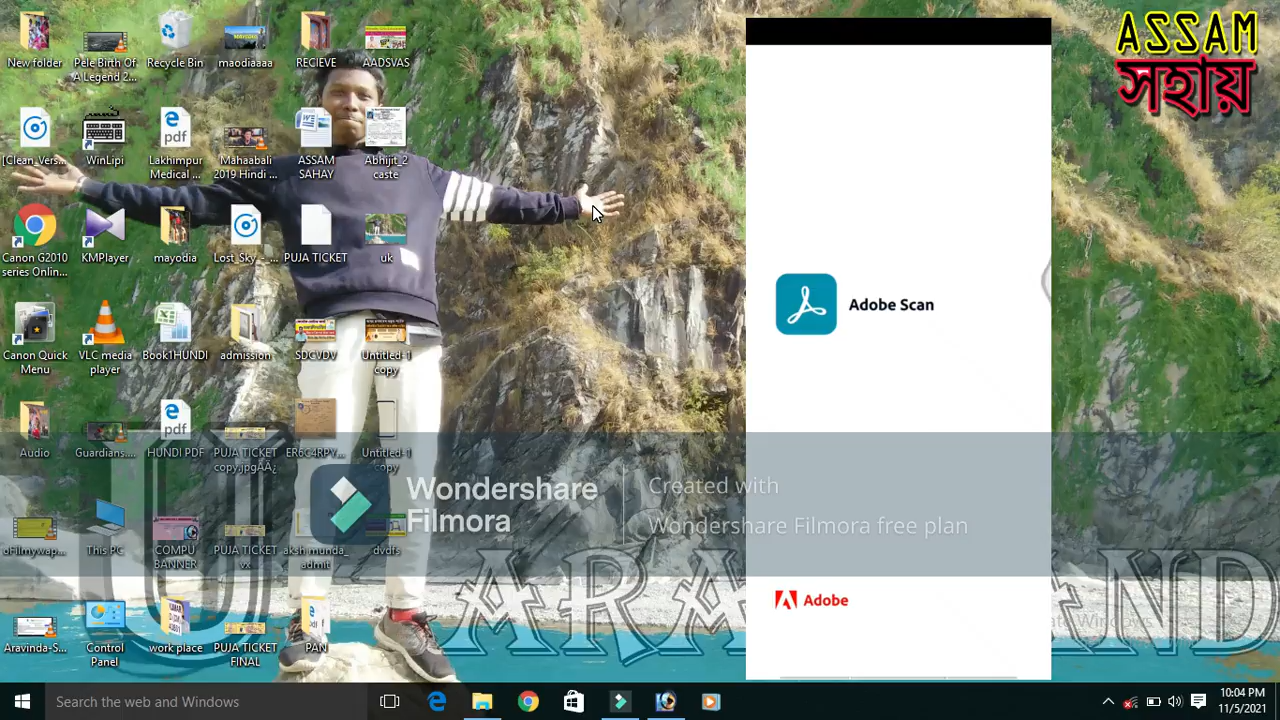 New folder
Pele Birth Of
A Legend 2...
Recycle Bin
maodiaaaa
RECIEVE
AADSVAS
ASSAM
সহায়
[Clean_Vers...
WinLipi
Lakhimpur
Medical ...
Mahaabali
2019 Hindi ...
ASSAM
SAHAY
Abhijit_2
caste
Canon G2010
series Onlin...
KMPlayer
mayodia
Lost_Sky_-_...
PUJA TICKET
uk
Adobe Scan
Canon Quick
Menu
VLC media
player
Book1HUNDI
admission
SDCVDV
Untitled-1
copy
Audio
Guardians....
HUNDI PDF
PUJA TICKET
copy.jpgAÄ¿
ER6C4RPY...
Untitled-1
copy
Wondershare
Filmora
Created with
Wondershare Filmora free plan
oFilmywap...
This PC
COMPU
BANNER
PUJA TICKET
vx
aksh munda_
admit
dvdfs
Adobe
Aravinda-S...
Control
Panel
work place
PUJA TICKET
FINAL
PAN
Search the web and Windows
10:04 PM
11/5/2021